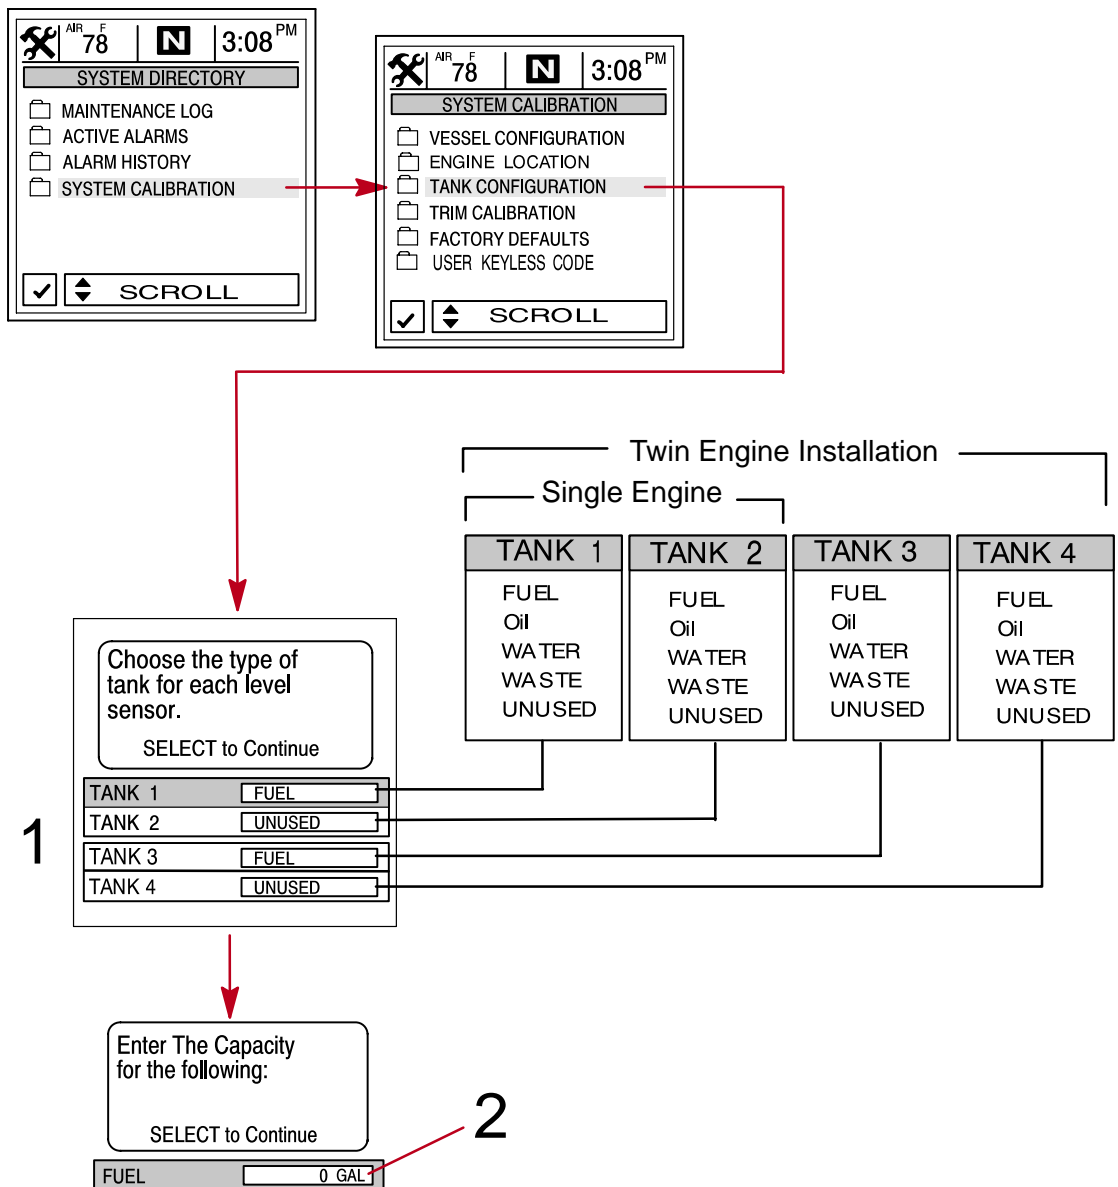 AIR F
78 N 3:08 PM
SYSTEM DIRECTORY
MAINTENANCE LOG
ACTIVE ALARMS
ALARM HISTORY
SYSTEM CALIBRATION
SCROLL
AIR F
78 N 3:08 PM
SYSTEM CALIBRATION
VESSEL CONFIGURATION
ENGINE LOCATION
TANK CONFIGURATION
TRIM CALIBRATION
FACTORY DEFAULTS
USER KEYLESS CODE
SCROLL
Twin Engine Installation
Single Engine
TANK 1
FUEL
Oil
WATER
WASTE
UNUSED
TANK 2
FUEL
Oil
WATER
WASTE
UNUSED
TANK 3
FUEL
Oil
WATER
WASTE
UNUSED
TANK 4
FUEL
Oil
WATER
WASTE
UNUSED
Choose the type of
tank for each level
sensor.
SELECT to Continue
1
TANK 1 FUEL
TANK 2 UNUSED
TANK 3 FUEL
TANK 4 UNUSED
Enter The Capacity
for the following:
SELECT to Continue
2
FUEL 0 GAL